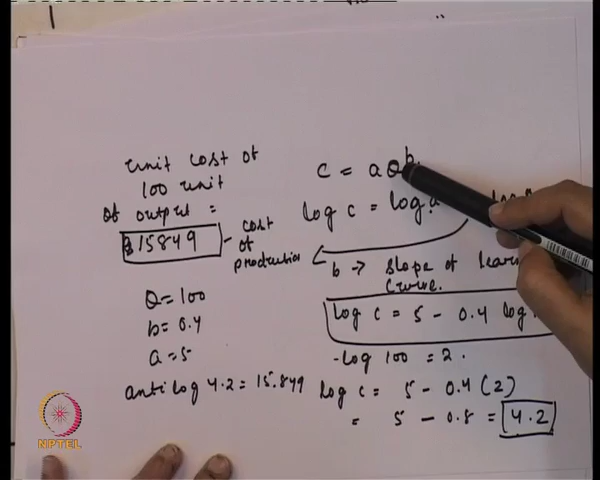 unit cost of
100 unit
of output =
15849 - cost
of
production
Q = 100
b = 0.4
a = 5
antilog 4.2 = 15.849
c = a Q^b
log c = log a
b → slope of
curve.
log c = 5 - 0.4 log
-log 100 = 2.
log c = 5 - 0.4 (2)
= 5 - 0.8 = 4.2
NPTEL